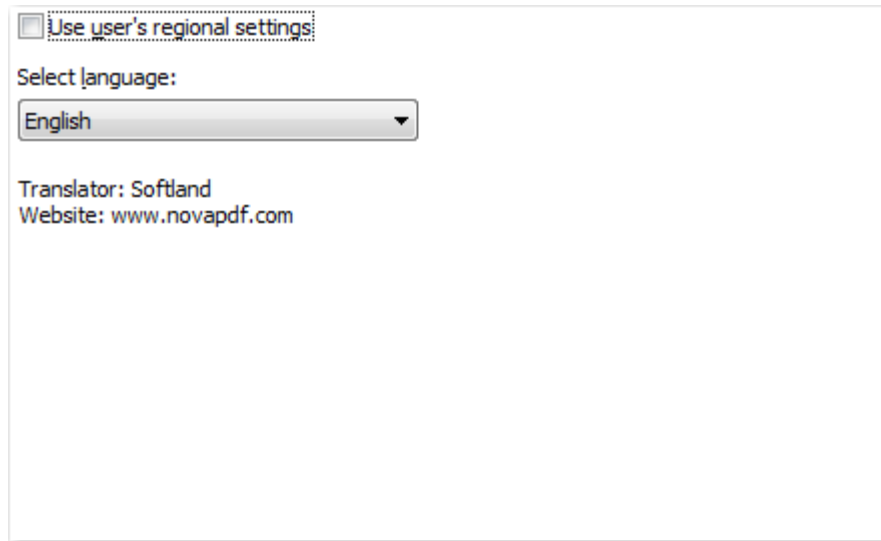 Use user's regional settings
Select language:
English
Translator: Softland
Website: www.novapdf.com